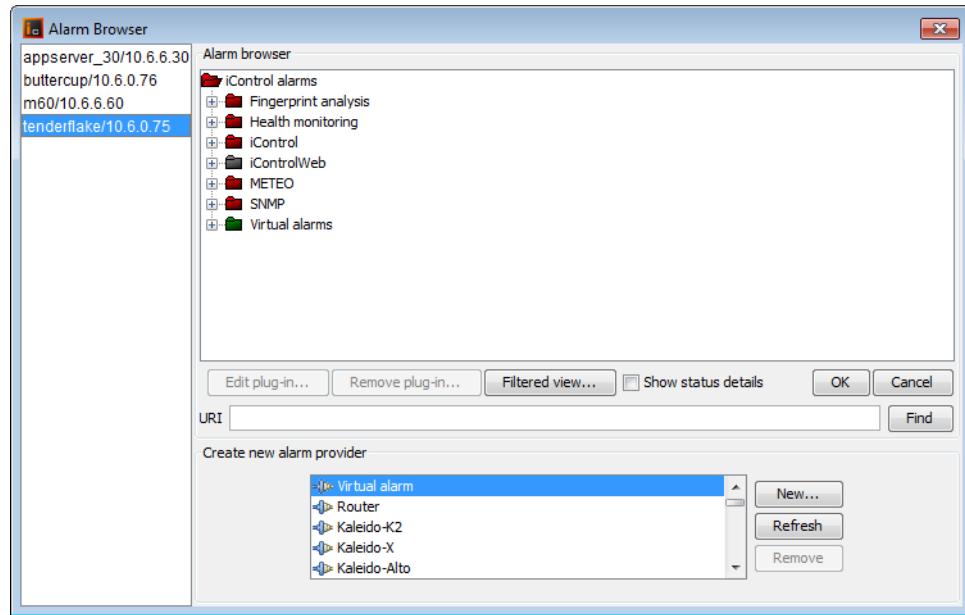 Alarm Browser
appserver_30/10.6.6.30
buttercup/10.6.0.76
m60/10.6.6.60
tenderflake/10.6.0.75
Alarm browser
iControl alarms
Fingerprint analysis
Health monitoring
iControl
iControlWeb
METEO
SNMP
Virtual alarms
Edit plug-in... Remove plug-in... Filtered view... Show status details OK Cancel
URI Find
Create new alarm provider
Virtual alarm
Router
Kaleido-K2
Kaleido-X
Kaleido-Alto
New...
Refresh
Remove